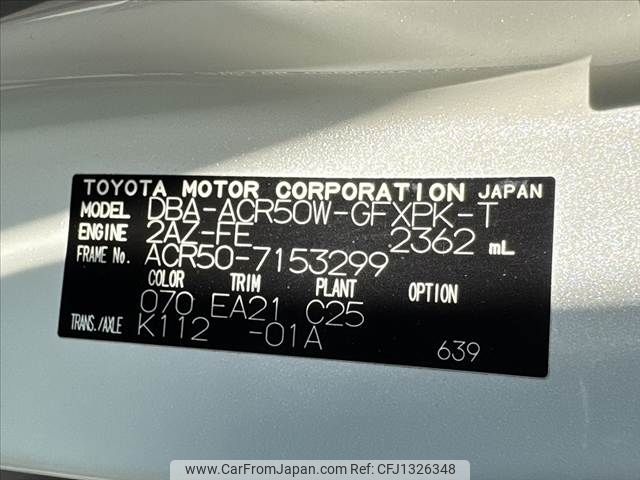 TOYOTA MOTOR CORPORATION JAPAN
MODEL DBA-ACR50W-GFXPK-T
ENGINE 2AZ-FE 2362 mL
FRAME No. ACR50-7153299
COLOR TRIM PLANT OPTION
070 EA21 C25
TRANS./AXLE K112 -01A
639
www.CarFromJapan.com - CFJ1326348